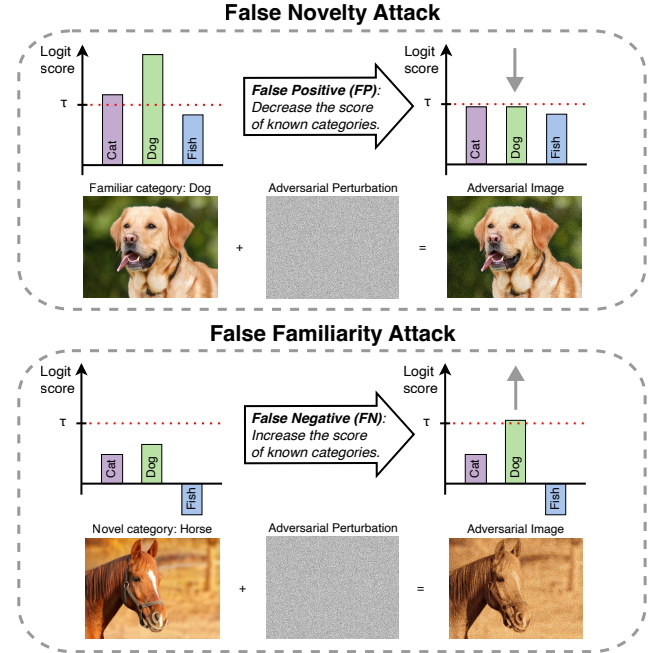 False Novelty Attack
Logit
score
τ
Cat
Dog
Fish
False Positive (FP):
Decrease the score
of known categories.
Logit
score
τ
Cat
Dog
Fish
Familiar category: Dog
Adversarial Perturbation
Adversarial Image
+
=
False Familiarity Attack
Logit
score
τ
Cat
Dog
Fish
False Negative (FN):
Increase the score
of known categories.
Logit
score
τ
Cat
Dog
Fish
Novel category: Horse
Adversarial Perturbation
Adversarial Image
+
=